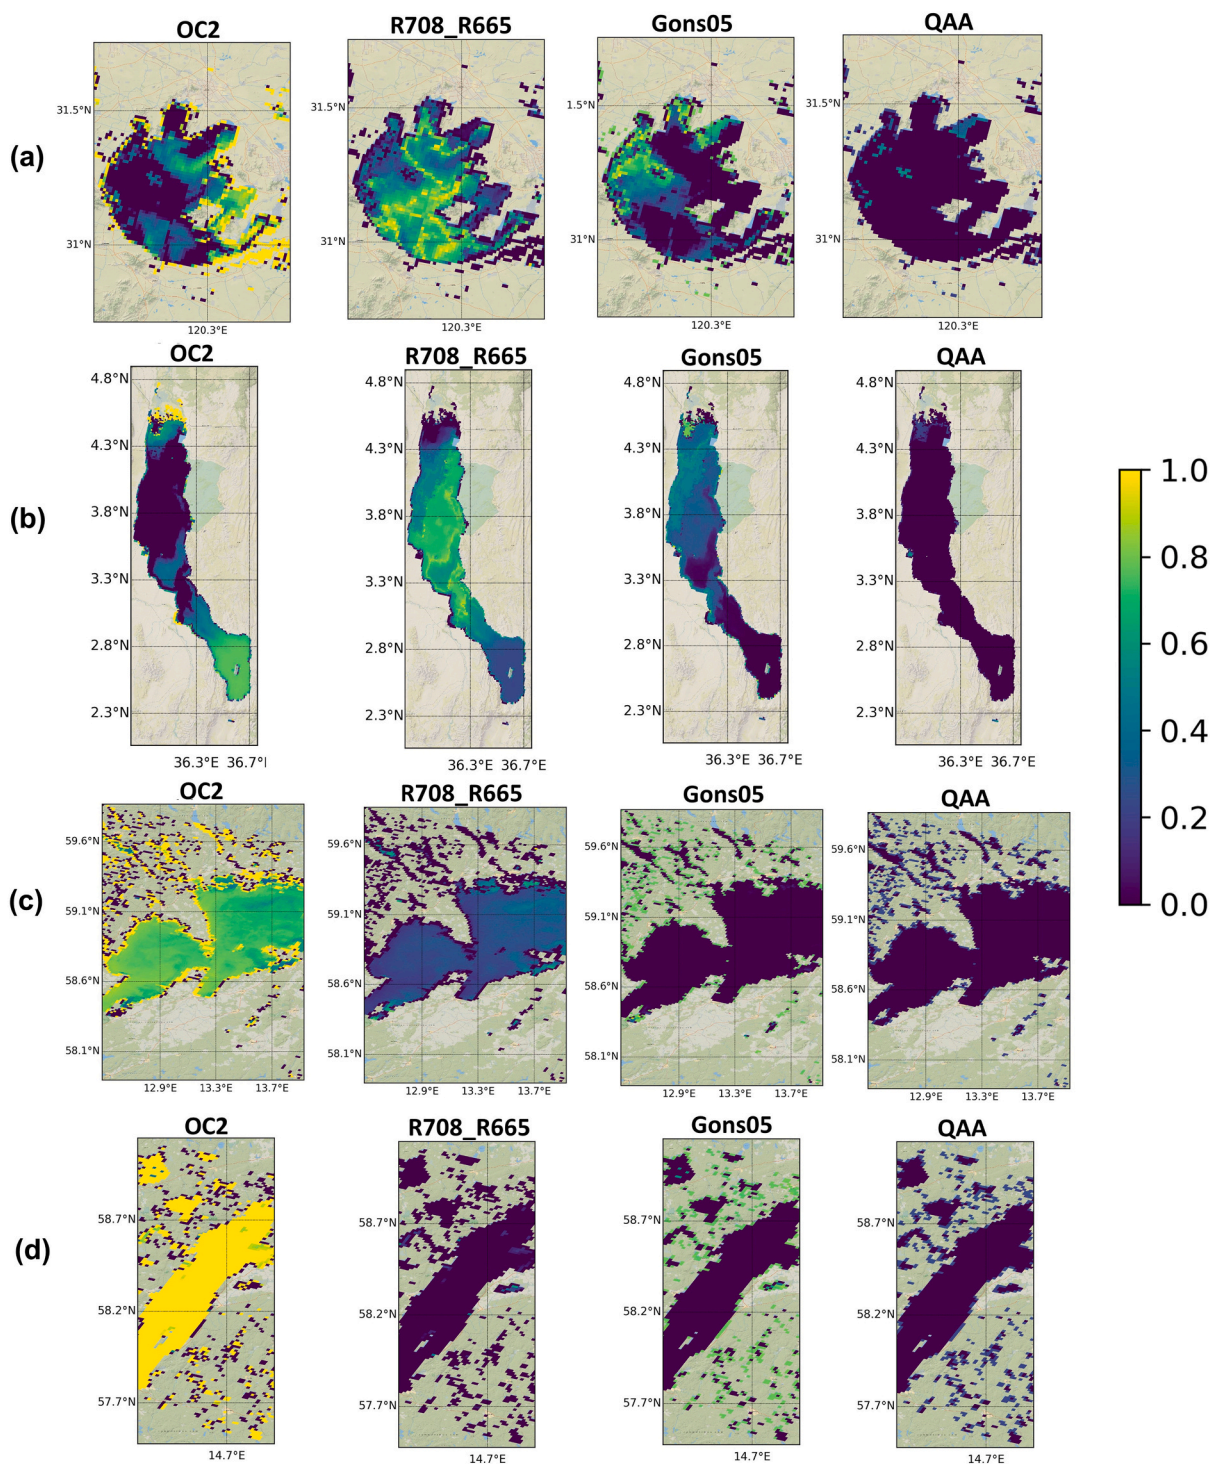 OC2 R708_R665 Gons05 QAA
(a)
31.5°N 31.5°N 1.5°N 31.5°N
31°N 31°N 31°N 31°N
120.3°E 120.3°E 120.3°E 120.3°E
OC2 R708_R665 Gons05 QAA
(b)
4.8°N 4.8°N 4.8°N 4.8°N
4.3°N 4.3°N 4.3°N 4.3°N
3.8°N 3.8°N 3.8°N 3.8°N
3.3°N 3.3°N 3.3°N 3.3°N
2.8°N 2.8°N 2.8°N 2.8°N
2.3°N 2.3°N 2.3°N 2.3°N
36.3°E 36.7°I 36.3°E 36.7°E 36.3°E 36.7°E 36.3°E 36.7°E
1.0
0.8
0.6
0.4
0.2
0.0
OC2 R708_R665 Gons05 QAA
(c)
59.6°N 59.6°N 59.6°N 59.6°N
59.1°N 59.1°N 59.1°N 59.1°N
58.6°N 58.6°N 58.6°N 58.6°N
58.1°N 58.1°N 58.1°N 58.1°N
12.9°E 13.3°E 13.7°E 12.9°E 13.3°E 13.7°E 12.9°E 13.3°E 13.7°E 12.9°E 13.3°E 13.7°E
OC2 R708_R665 Gons05 QAA
(d)
58.7°N 58.7°N 58.7°N 58.7°N
58.2°N 58.2°N 58.2°N 58.2°N
57.7°N 57.7°N 57.7°N 57.7°N
14.7°E 14.7°E 14.7°E 14.7°E